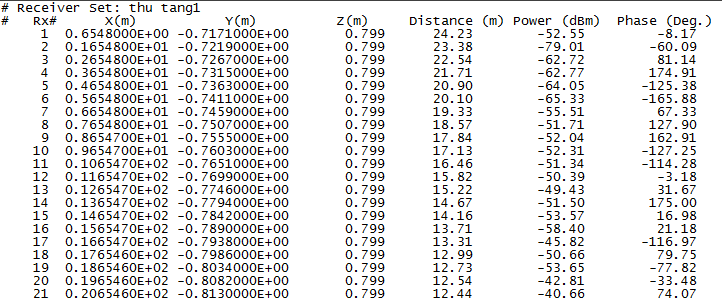 # Receiver Set: thu tang1
# Rx# X(m) Y(m) Z(m) Distance (m) Power (dBm) Phase (Deg.)
1 0.6548000E+00 -0.7171000E+00 0.799 24.23 -52.55 -8.17
2 0.1654800E+01 -0.7219000E+00 0.799 23.38 -79.01 -60.09
3 0.2654800E+01 -0.7267000E+00 0.799 22.54 -62.72 81.14
4 0.3654800E+01 -0.7315000E+00 0.799 21.71 -62.77 174.91
5 0.4654800E+01 -0.7363000E+00 0.799 20.90 -64.05 -125.38
6 0.5654800E+01 -0.7411000E+00 0.799 20.10 -65.33 -165.88
7 0.6654800E+01 -0.7459000E+00 0.799 19.33 -55.51 67.33
8 0.7654800E+01 -0.7507000E+00 0.799 18.57 -51.71 127.90
9 0.8654700E+01 -0.7555000E+00 0.799 17.84 -52.04 162.91
10 0.9654700E+01 -0.7603000E+00 0.799 17.13 -52.31 -127.25
11 0.1065470E+02 -0.7651000E+00 0.799 16.46 -51.34 -114.28
12 0.1165470E+02 -0.7699000E+00 0.799 15.82 -50.39 -3.18
13 0.1265470E+02 -0.7746000E+00 0.799 15.22 -49.43 31.67
14 0.1365470E+02 -0.7794000E+00 0.799 14.67 -51.50 175.00
15 0.1465470E+02 -0.7842000E+00 0.799 14.16 -53.57 16.98
16 0.1565470E+02 -0.7890000E+00 0.799 13.71 -58.40 21.18
17 0.1665470E+02 -0.7938000E+00 0.799 13.31 -45.82 -116.97
18 0.1765460E+02 -0.7986000E+00 0.799 12.99 -50.66 79.75
19 0.1865460E+02 -0.8034000E+00 0.799 12.73 -53.65 -77.82
20 0.1965460E+02 -0.8082000E+00 0.799 12.54 -42.81 -33.48
21 0.2065460E+02 -0.8130000E+00 0.799 12.44 -40.66 74.07